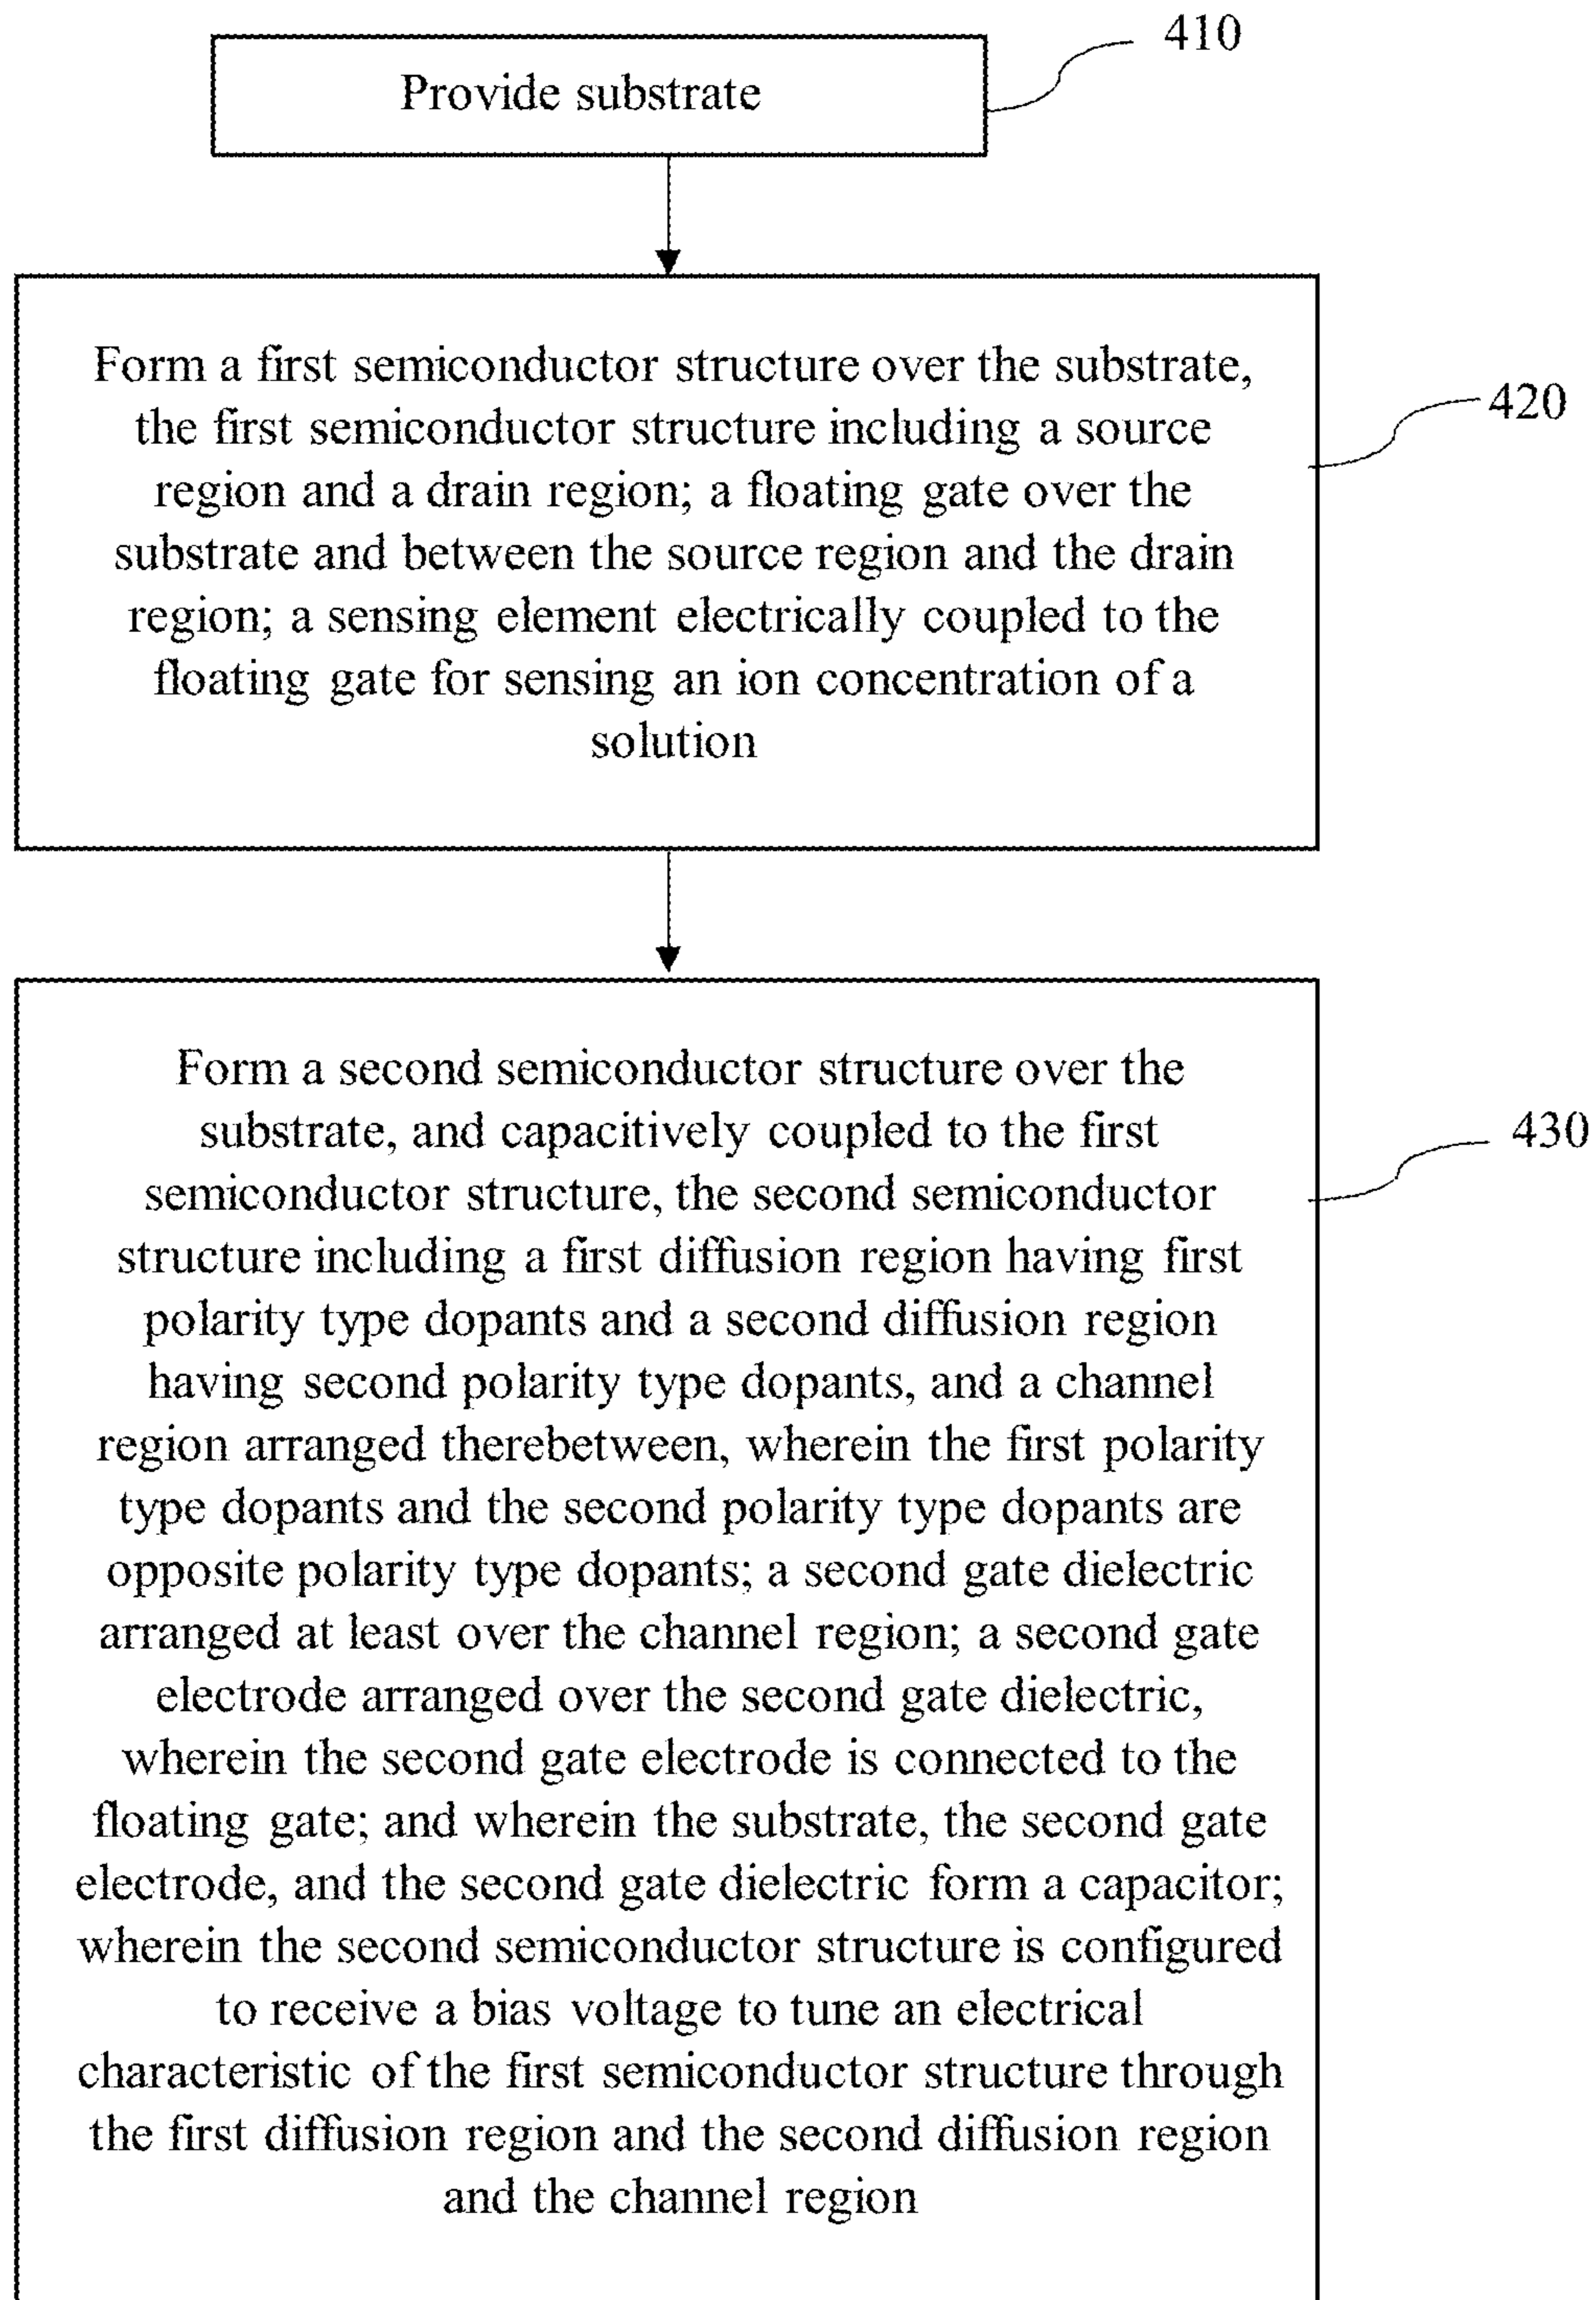 410
Provide substrate
Form a first semiconductor structure over the substrate,
the first semiconductor structure including a source
region and a drain region; a floating gate over the
substrate and between the source region and the drain
region; a sensing element electrically coupled to the
floating gate for sensing an ion concentration of a
solution
420
Form a second semiconductor structure over the
substrate, and capacitively coupled to the first
semiconductor structure, the second semiconductor
structure including a first diffusion region having first
polarity type dopants and a second diffusion region
having second polarity type dopants, and a channel
region arranged therebetween, wherein the first polarity
type dopants and the second polarity type dopants are
opposite polarity type dopants; a second gate dielectric
arranged at least over the channel region; a second gate
electrode arranged over the second gate dielectric,
wherein the second gate electrode is connected to the
floating gate; and wherein the substrate, the second gate
electrode, and the second gate dielectric form a capacitor;
wherein the second semiconductor structure is configured
to receive a bias voltage to tune an electrical
characteristic of the first semiconductor structure through
the first diffusion region and the second diffusion region
and the channel region
430